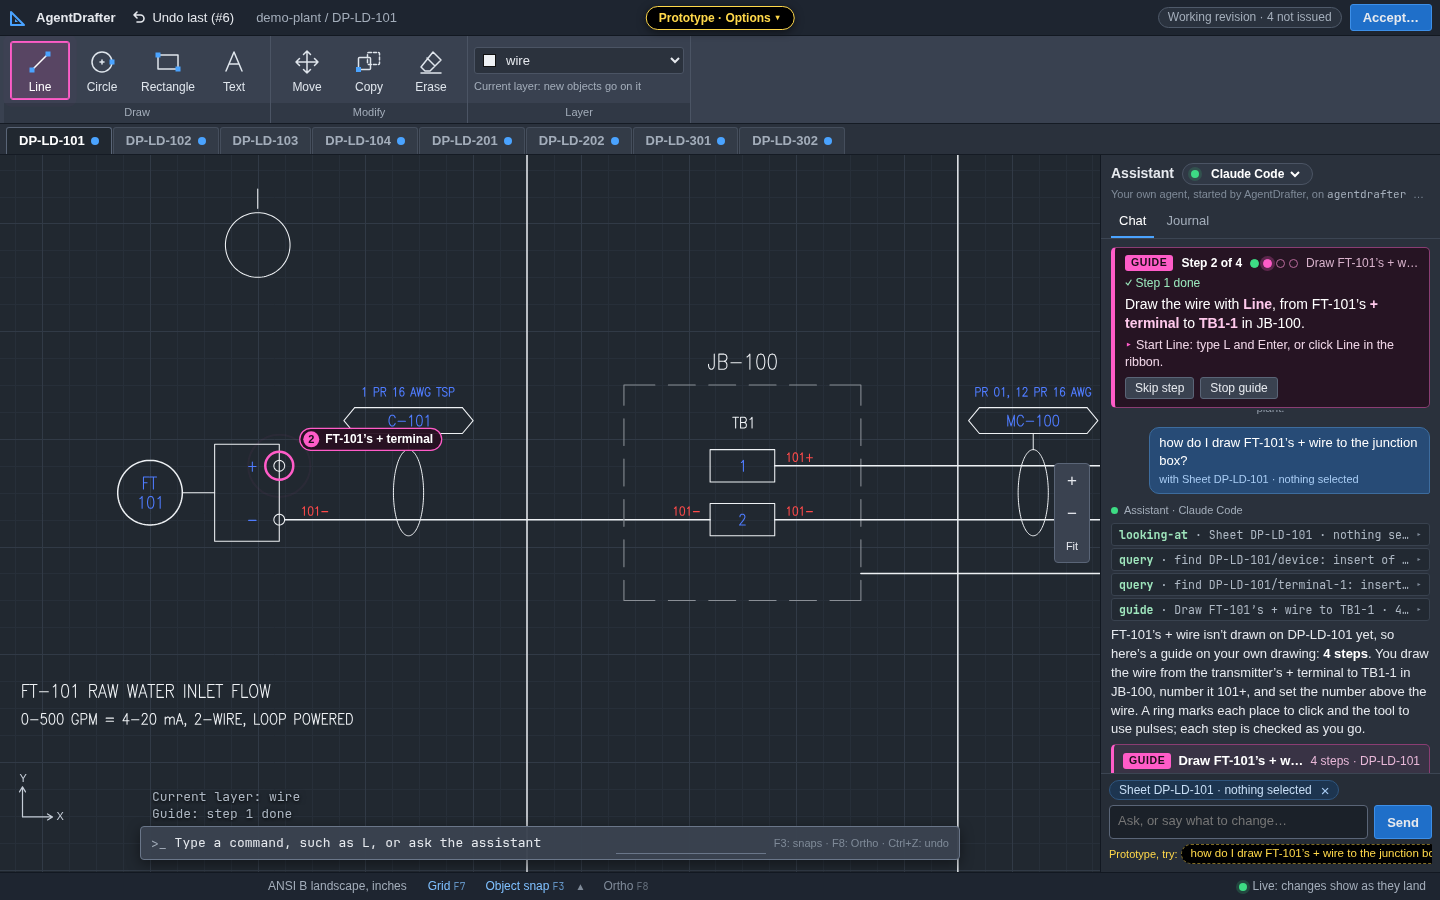 AgentDrafter
Undo last (#6)
demo-plant / DP-LD-101
Prototype · Options ▾
Working revision · 4 not issued
Accept…
Line
Circle
Rectangle
Text
Move
Copy
Erase
wire
Current layer: new objects go on it
Draw
Modify
Layer
DP-LD-101
DP-LD-102
DP-LD-103
DP-LD-104
DP-LD-201
DP-LD-202
DP-LD-301
DP-LD-302
JB-100
1 PR 16 AWG TSP
C-101
2 FT-101's + terminal
TB1
PR 01, 12 PR 16 AWG
MC-100
FT
101
+
−
101−
1
101+
101−
2
101−
+
−
Fit
FT-101 RAW WATER INLET FLOW
0-500 GPM = 4-20 mA, 2-WIRE, LOOP POWERED
Y
X
Current layer: wire
Guide: step 1 done
>_ Type a command, such as L, or ask the assistant
F3: snaps · F8: Ortho · Ctrl+Z: undo
Assistant
Claude Code
Your own agent, started by AgentDrafter, on agentdrafter …
Chat
Journal
GUIDE Step 2 of 4 Draw FT-101's + w…
✓ Step 1 done
Draw the wire with Line, from FT-101's +
terminal to TB1-1 in JB-100.
▸ Start Line: type L and Enter, or click Line in the
ribbon.
Skip step
Stop guide
how do I draw FT-101's + wire to the junction
box?
with Sheet DP-LD-101 · nothing selected
Assistant · Claude Code
looking-at · Sheet DP-LD-101 · nothing se… ▸
query · find DP-LD-101/device: insert of … ▸
query · find DP-LD-101/terminal-1: insert… ▸
guide · Draw FT-101's + wire to TB1-1 · 4… ▸
FT-101's + wire isn't drawn on DP-LD-101 yet, so
here's a guide on your own drawing: 4 steps. You draw
the wire from the transmitter's + terminal to TB1-1 in
JB-100, number it 101+, and set the number above the
wire. A ring marks each place to click and the tool to
use pulses; each step is checked as you go.
GUIDE Draw FT-101's + w… 4 steps · DP-LD-101
Sheet DP-LD-101 · nothing selected ×
Ask, or say what to change…
Send
Prototype, try: how do I draw FT-101's + wire to the junction bo
ANSI B landscape, inches
Grid F7
Object snap F3 ▲
Ortho F8
Live: changes show as they land